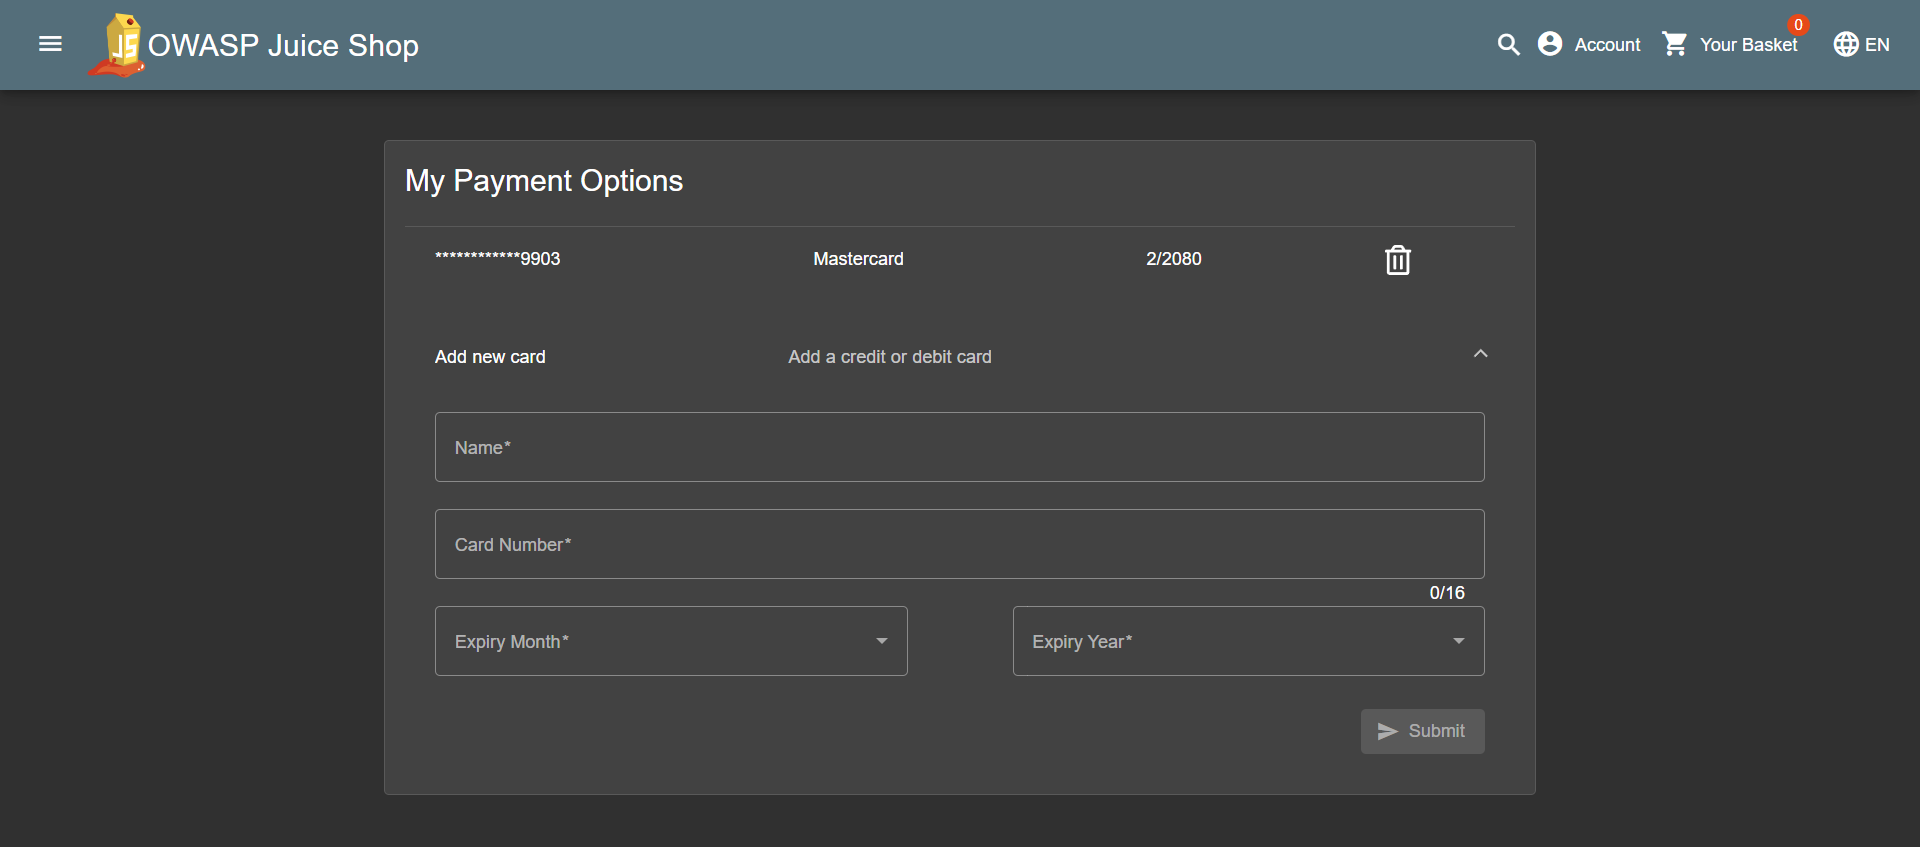 JS
OWASP Juice Shop
Account
Your Basket
0
EN
My Payment Options
************9903 Mastercard 2/2080
Add new card Add a credit or debit card
Name*
Card Number*
0/16
Expiry Month* Expiry Year*
Submit